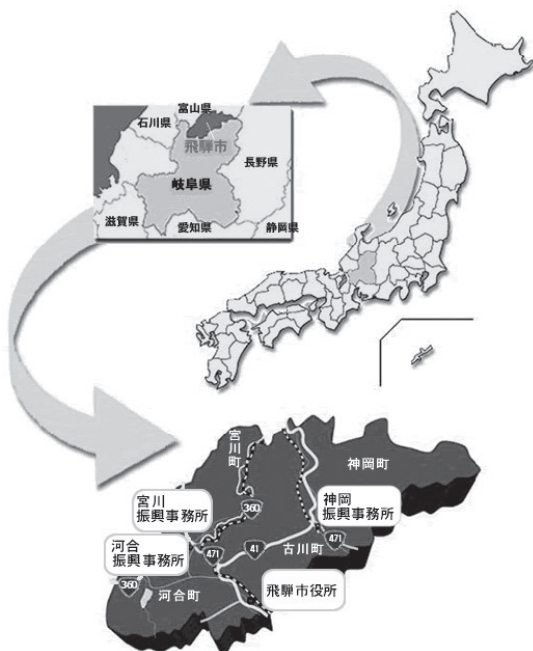 富山県
石川県
飛騨市
長野県
岐阜県
滋賀県
愛知県
静岡県
宮川町
神岡町
宮川
振興事務所
神岡
振興事務所
360
河合
振興事務所
471
41
古川町
471
360
河合町
飛騨市役所